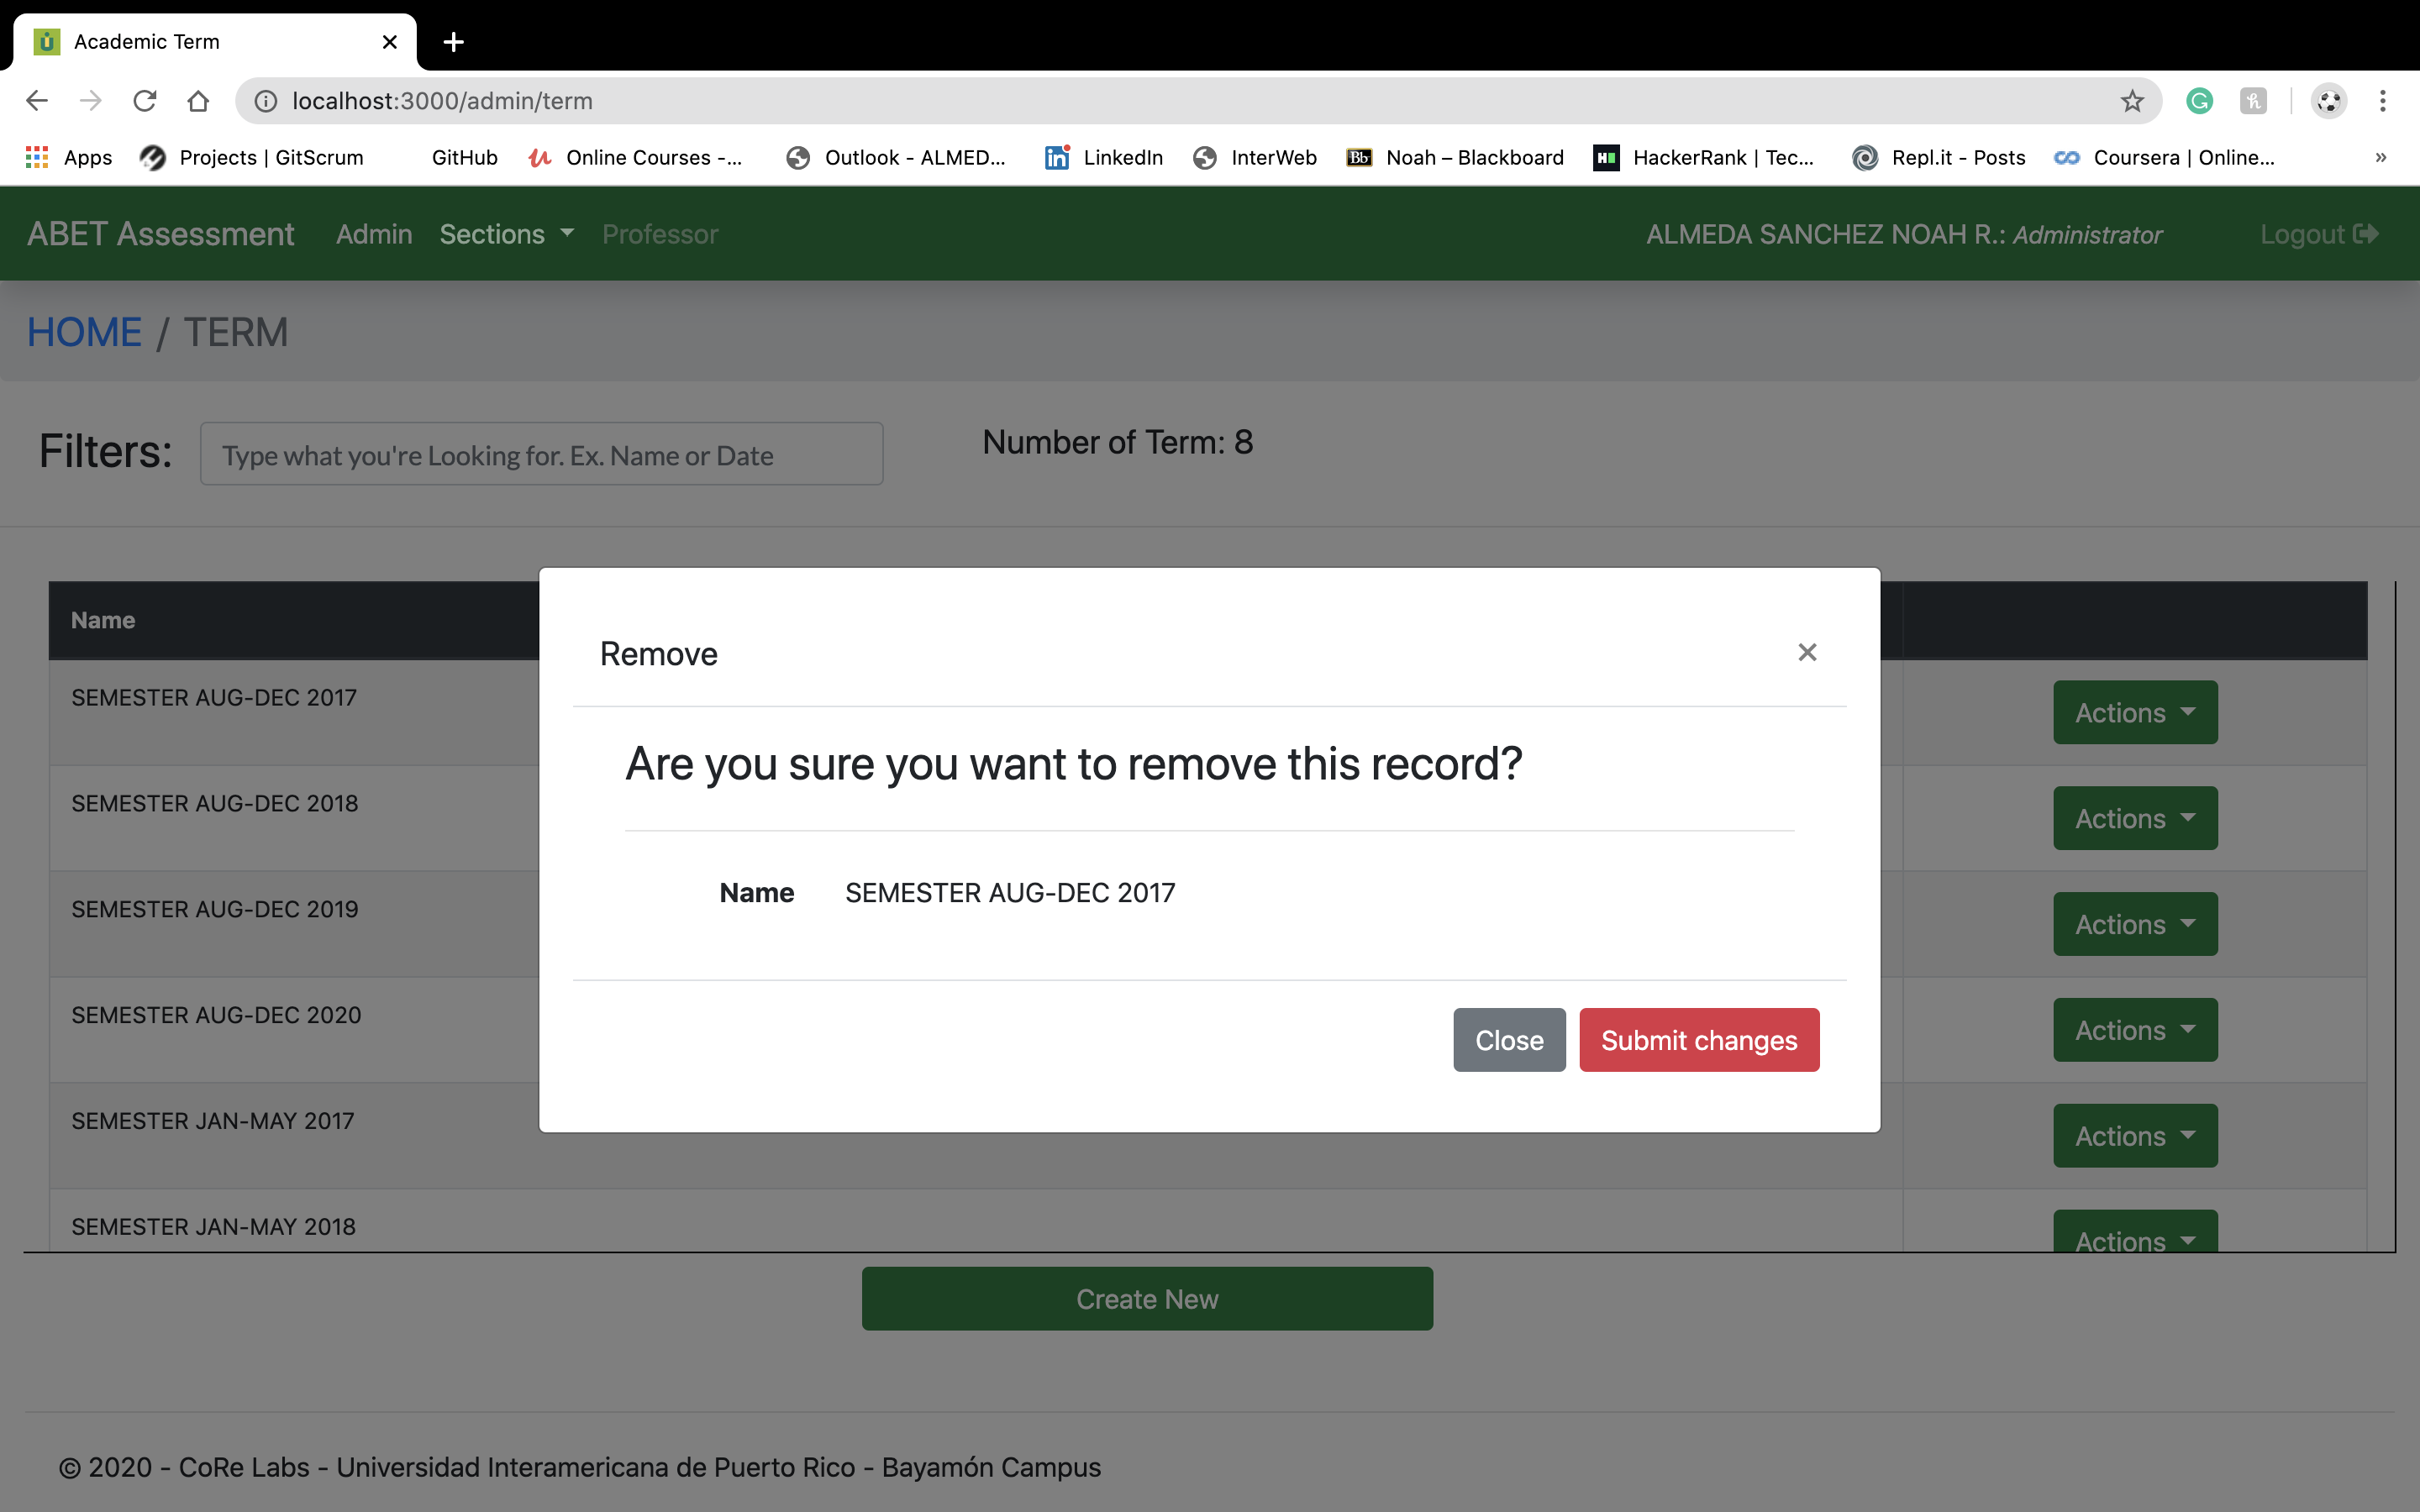 Academic Term
localhost:3000/admin/term
Apps Projects | GitScrum GitHub Online Courses -... Outlook - ALMED... LinkedIn InterWeb Bb Noah – Blackboard HackerRank | Tec... Repl.it - Posts Coursera | Online... »
ABET Assessment Admin Sections Professor ALMEDA SANCHEZ NOAH R.: Administrator Logout
HOME / TERM
Filters: Type what you're Looking for. Ex. Name or Date Number of Term: 8
Name
Remove ×
SEMESTER AUG-DEC 2017 Actions
Are you sure you want to remove this record?
SEMESTER AUG-DEC 2018 Actions
Name SEMESTER AUG-DEC 2017
SEMESTER AUG-DEC 2019 Actions
SEMESTER AUG-DEC 2020 Actions
Close Submit changes
SEMESTER JAN-MAY 2017 Actions
SEMESTER JAN-MAY 2018 Actions
Create New
© 2020 - CoRe Labs - Universidad Interamericana de Puerto Rico - Bayamón Campus